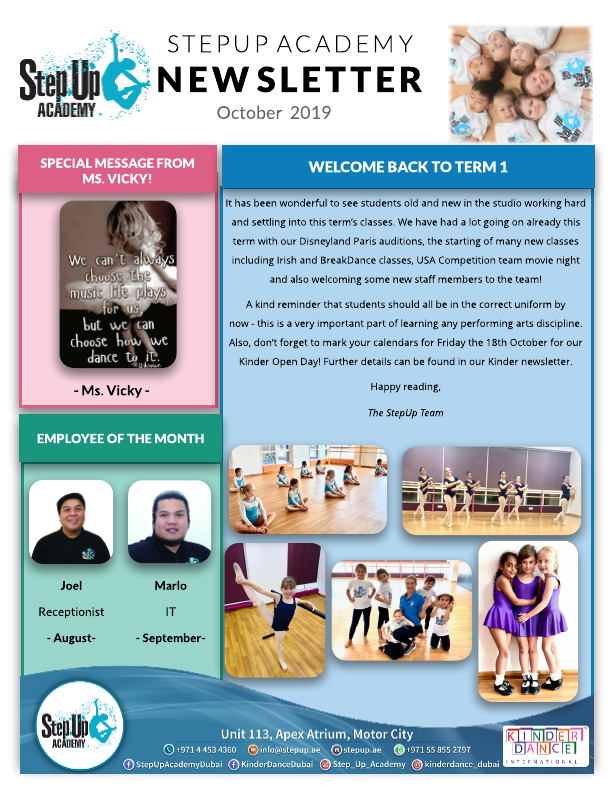 Step Up
ACADEMY
STEPUP ACADEMY
NEWSLETTER
October 2019
SPECIAL MESSAGE FROM
MS. VICKY!
We can't always
choose the
music life plays
for us,
but we can
choose how we
dance to it.
- Unknown
- Ms. Vicky -
EMPLOYEE OF THE MONTH
Joel
Receptionist
- August-
Marlo
IT
- September-
WELCOME BACK TO TERM 1
It has been wonderful to see students old and new in the studio working hard
and settling into this term's classes. We have had a lot going on already this
term with our Disneyland Paris auditions, the starting of many new classes
including Irish and BreakDance classes, USA Competition team movie night
and also welcoming some new staff members to the team!
A kind reminder that students should all be in the correct uniform by
now - this is a very important part of learning any performing arts discipline.
Also, don't forget to mark your calendars for Friday the 18th October for our
Kinder Open Day! Further details can be found in our Kinder newsletter.
Happy reading,
The StepUp Team
Step Up
ACADEMY
Unit 113, Apex Atrium, Motor City
+971 4 453 4360 info@stepup.ae stepup.ae +971 55 855 2797
StepUpAcademyDubai KinderDanceDubai Step_Up_Academy kinderdance_dubai
KINDER
DANCE
INTERNATIONAL